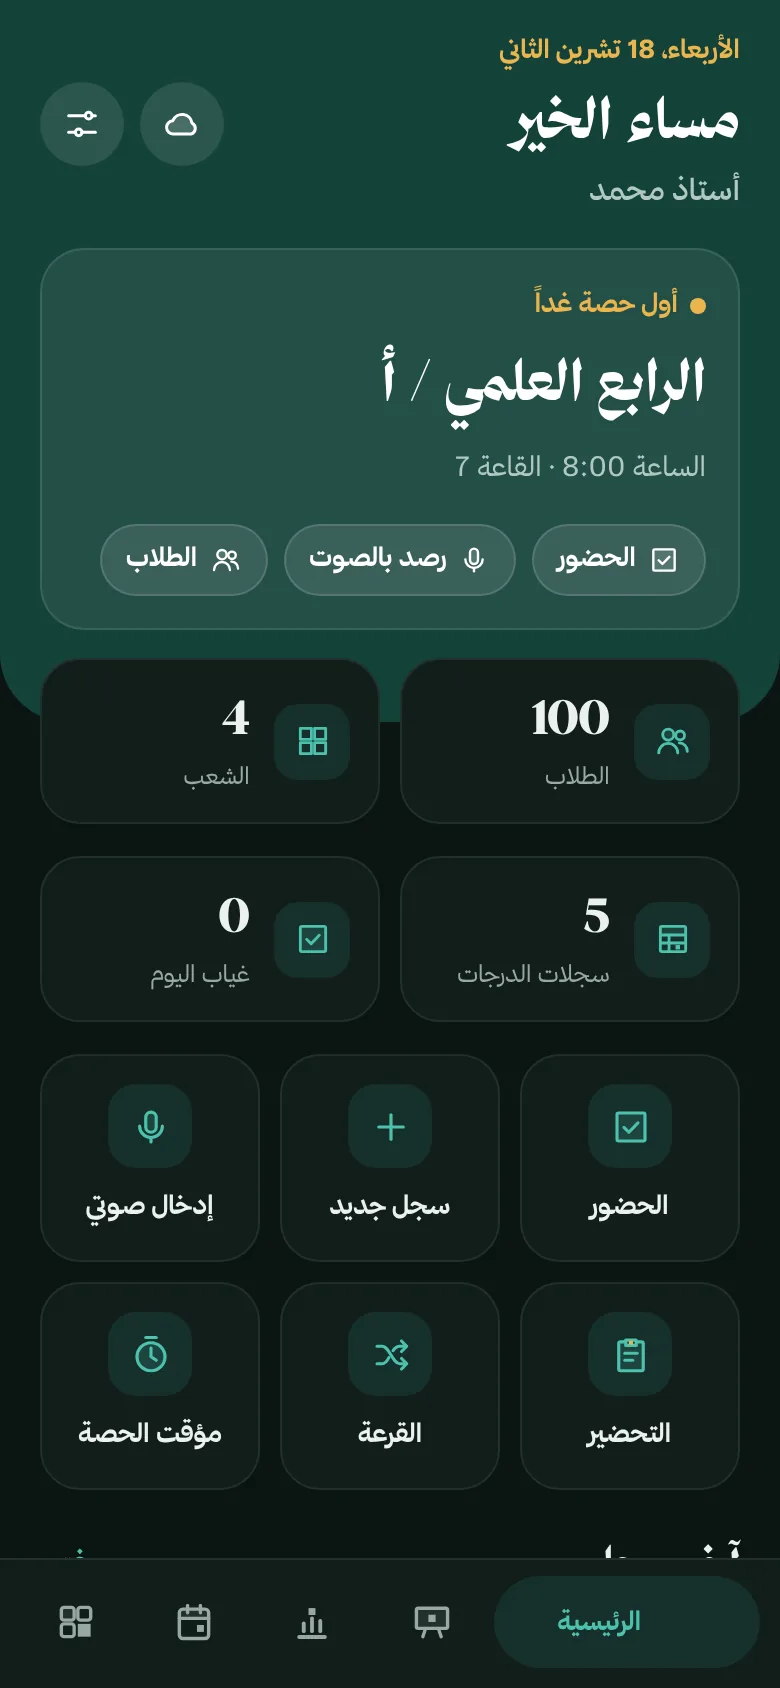 الأربعاء، 18 تشرين الثاني
مساء الخير
أستاذ محمد
أول حصة غداً
الرابع العلمي / أ
الساعة 8:00 · القاعة 7
الحضور
رصد بالصوت
الطلاب
100
الطلاب
4
الشعب
5
سجلات الدرجات
0
غياب اليوم
الحضور
سجل جديد
إدخال صوتي
التحضير
القرعة
مؤقت الحصة
الرئيسية